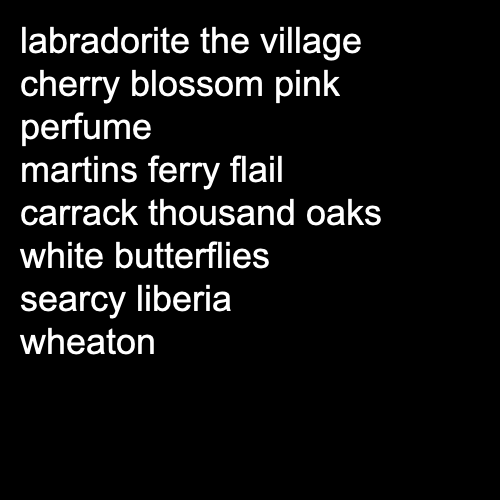 labradorite the village
cherry blossom pink
perfume
martins ferry flail
carrack thousand oaks
white butterflies
searcy liberia
wheaton